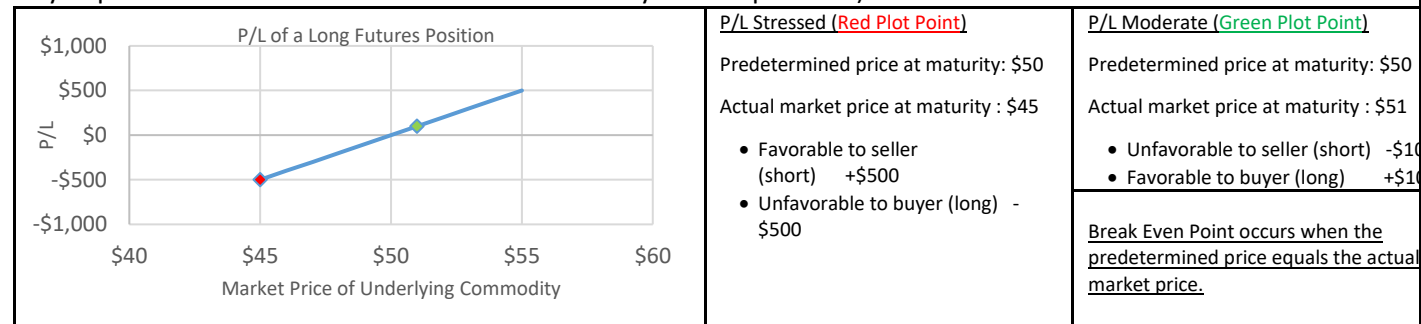 P/L of a Long Futures Position
$1,000
$500
$0
-$500
-$1,000
P/L
$40 $45 $50 $55 $60
Market Price of Underlying Commodity
P/L Stressed (Red Plot Point)
Predetermined price at maturity: $50
Actual market price at maturity : $45
• Favorable to seller
(short) +$500
• Unfavorable to buyer (long) -
$500
P/L Moderate (Green Plot Point)
Predetermined price at maturity: $50
Actual market price at maturity : $51
• Unfavorable to seller (short) -$10
• Favorable to buyer (long) +$10
Break Even Point occurs when the
predetermined price equals the actual
market price.